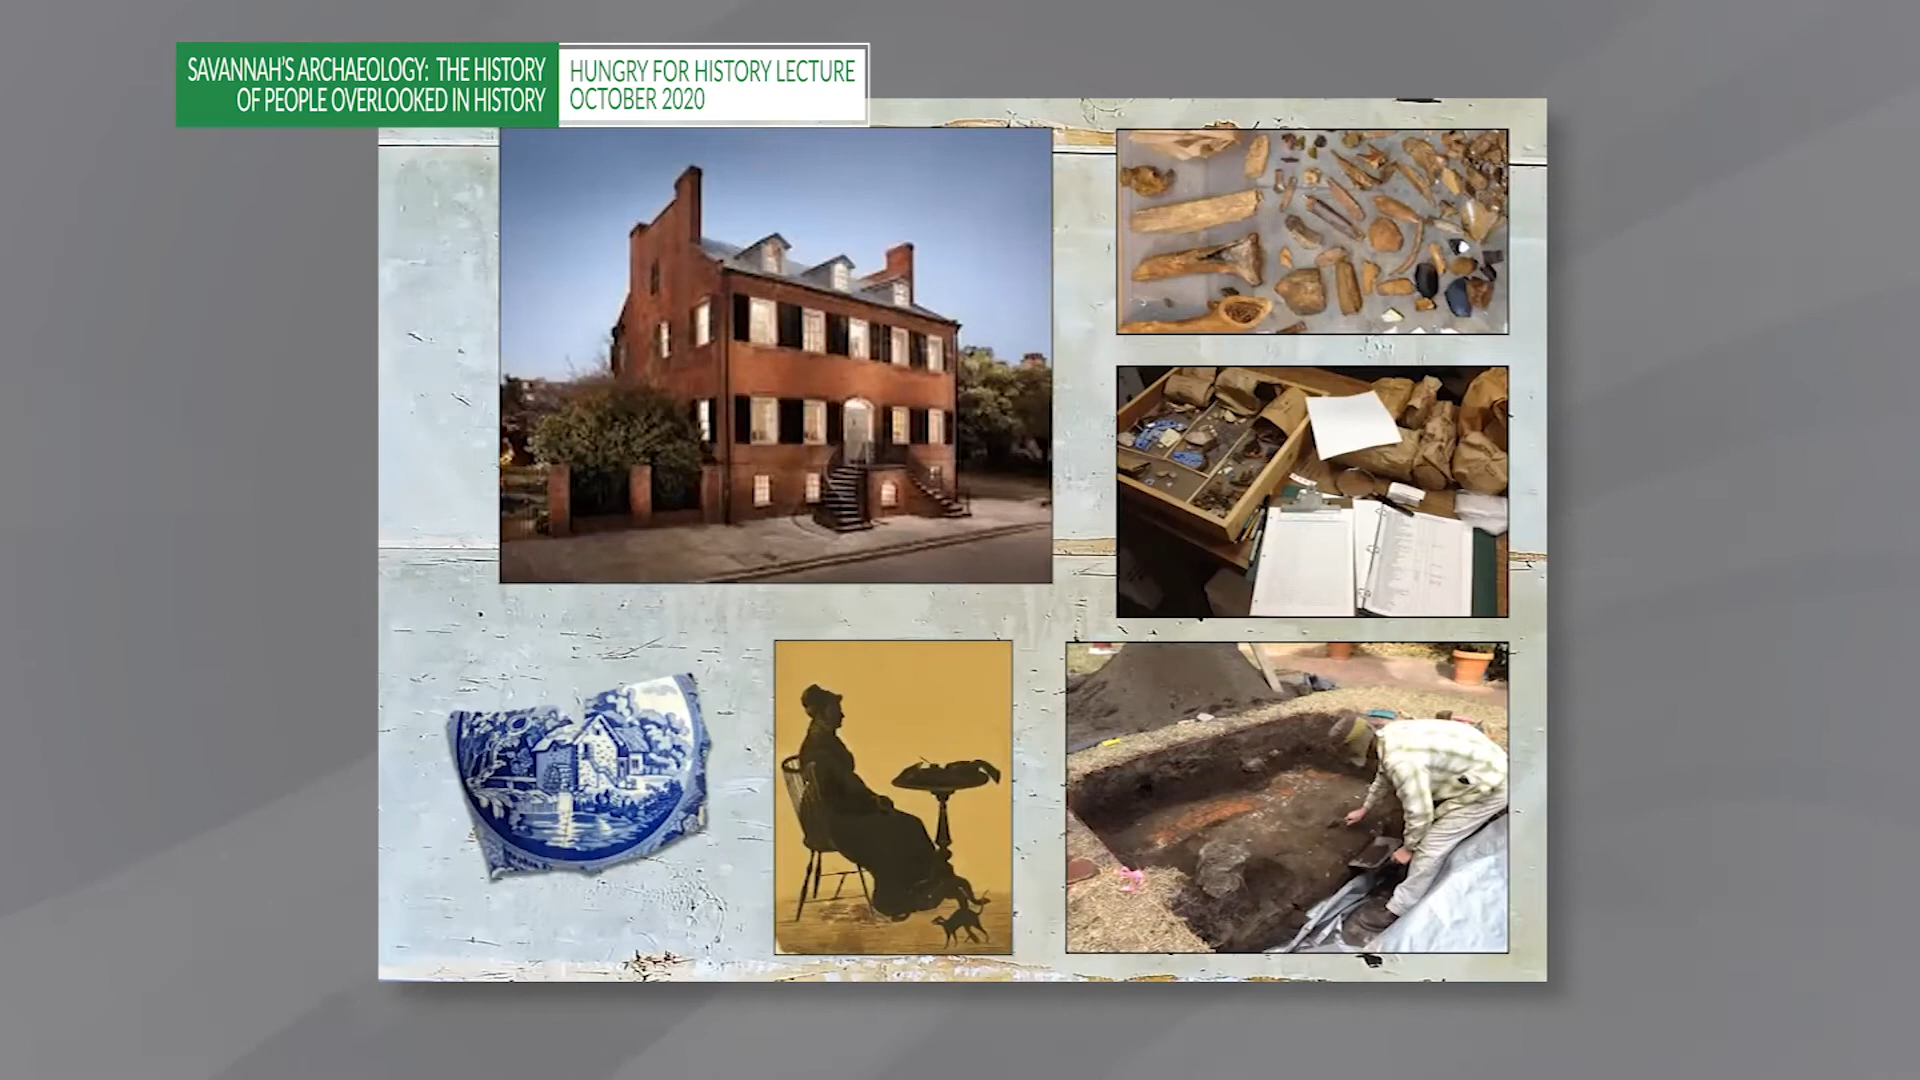 SAVANNAH'S ARCHAEOLOGY: THE HISTORY
OF PEOPLE OVERLOOKED IN HISTORY
HUNGRY FOR HISTORY LECTURE
OCTOBER 2020